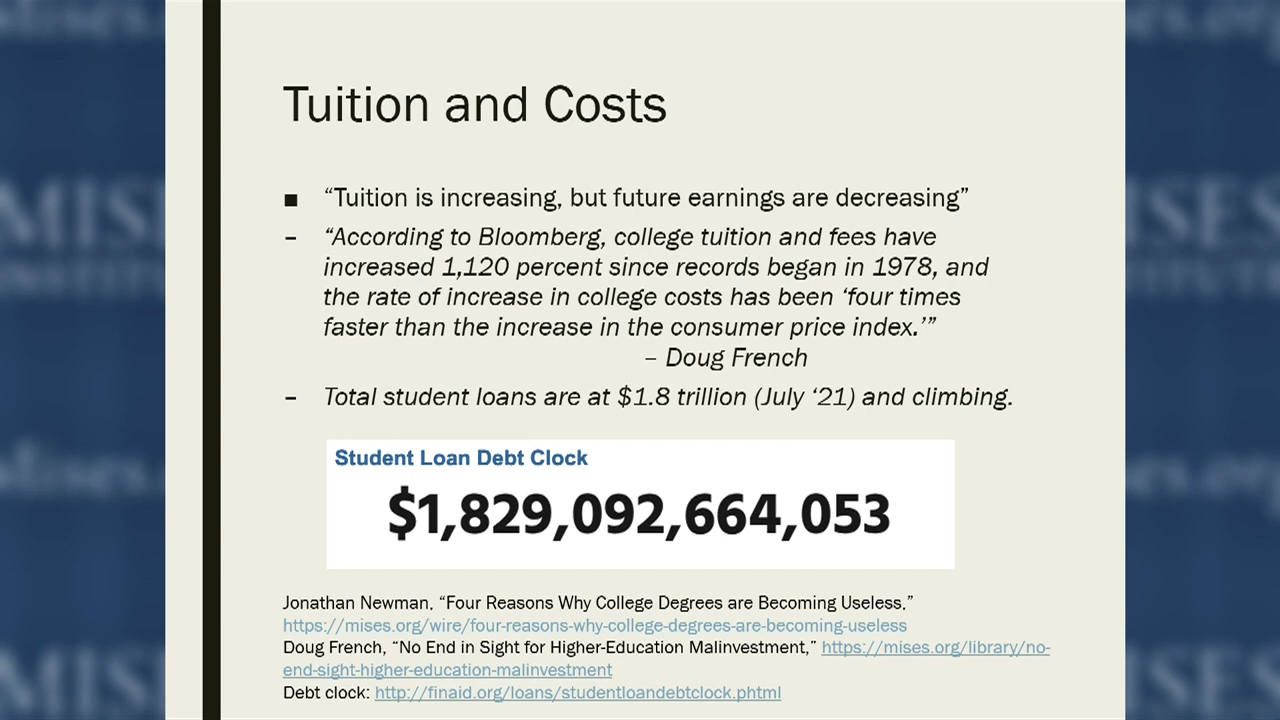 Tuition and Costs
■ “Tuition is increasing, but future earnings are decreasing”
– “According to Bloomberg, college tuition and fees have
increased 1,120 percent since records began in 1978, and
the rate of increase in college costs has been ‘four times
faster than the increase in the consumer price index.’”
– Doug French
– Total student loans are at $1.8 trillion (July ‘21) and climbing.
Student Loan Debt Clock
$1,829,092,664,053
Jonathan Newman, “Four Reasons Why College Degrees are Becoming Useless,”
https://mises.org/wire/four-reasons-why-college-degrees-are-becoming-useless
Doug French, “No End in Sight for Higher-Education Malinvestment,” https://mises.org/library/no-
end-sight-higher-education-malinvestment
Debt clock: http://finaid.org/loans/studentloandebtclock.phtml